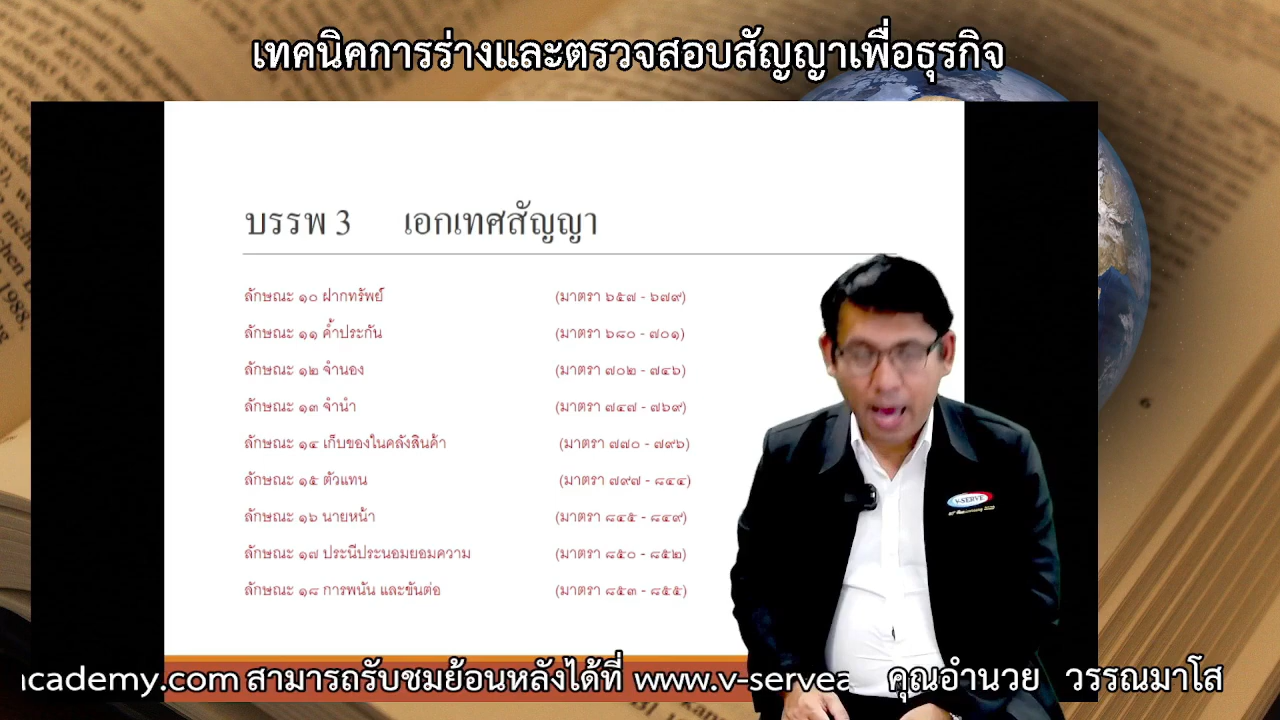 เทคนิคการร่างและตรวจสอบสัญญาเพื่อธุรกิจ
บรรพ 3 เอกเทศสัญญา
ลักษณะ ๑๐ ฝากทรัพย์ (มาตรา ๖๕๗ - ๖๗๙)
ลักษณะ ๑๑ ค้ำประกัน (มาตรา ๖๘๐ - ๗๐๑)
ลักษณะ ๑๒ จำนอง (มาตรา ๗๐๒ - ๗๔๖)
ลักษณะ ๑๓ จำนำ (มาตรา ๗๔๗ - ๗๖๙)
ลักษณะ ๑๔ เก็บของในคลังสินค้า (มาตรา ๗๗๐ - ๗๙๖)
ลักษณะ ๑๕ ตัวแทน (มาตรา ๗๙๗ - ๘๔๔)
ลักษณะ ๑๖ นายหน้า (มาตรา ๘๔๕ - ๘๔๙)
ลักษณะ ๑๗ ประนีประนอมยอมความ (มาตรา ๘๕๐ - ๘๕๒)
ลักษณะ ๑๘ การพนัน และขันต่อ (มาตรา ๘๕๓ - ๘๕๕)
V-SERVE
academy.com สามารถรับชมย้อนหลังได้ที่ www.v-servea
คุณอำนวย วรรณมาโส